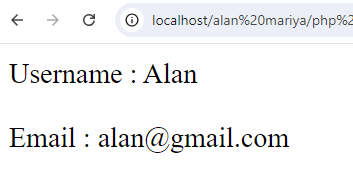 localhost/alan%20mariya/php%2
Username : Alan
Email : alan@gmail.com